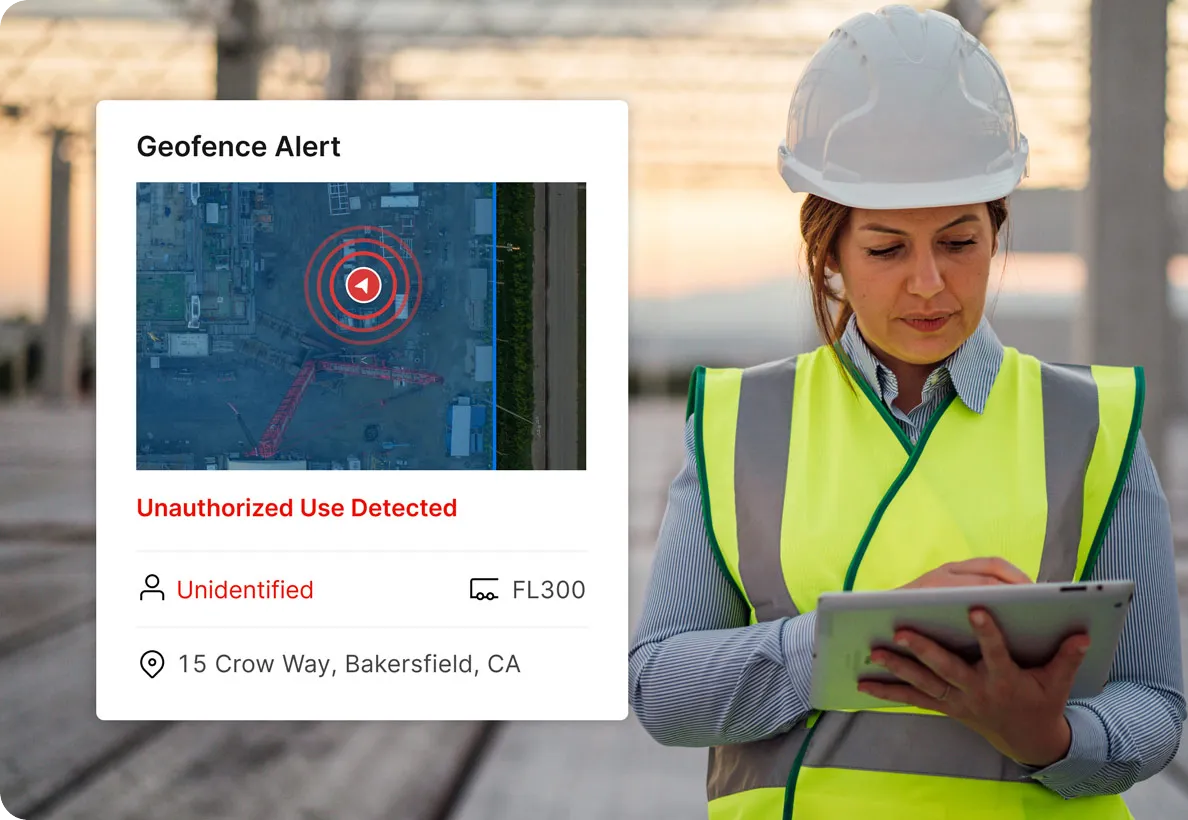 Geofence Alert
Unauthorized Use Detected
Unidentified
FL300
15 Crow Way, Bakersfield, CA